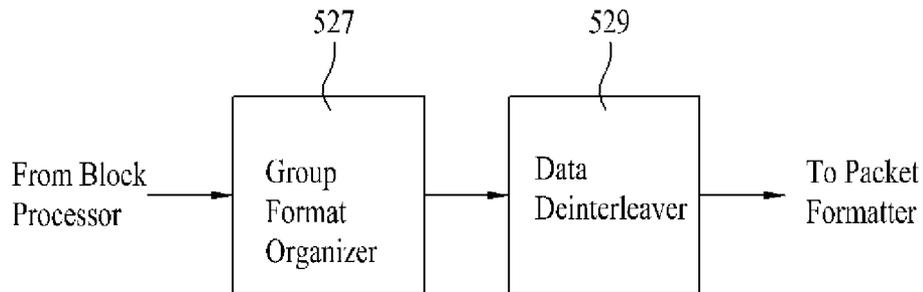 527
529
From Block
Processor
Group
Format
Organizer
Data
Deinterleaver
To Packet
Formatter